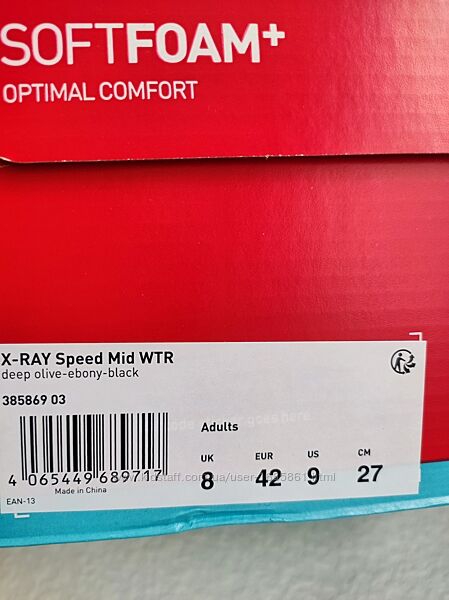 SOFTFOAM+
OPTIMAL COMFORT
X-RAY Speed Mid WTR
deep olive-ebony-black
385869 03
Adults
UK EUR US CM
8 42 9 27
4 065449 689717
Made in China
EAN-13